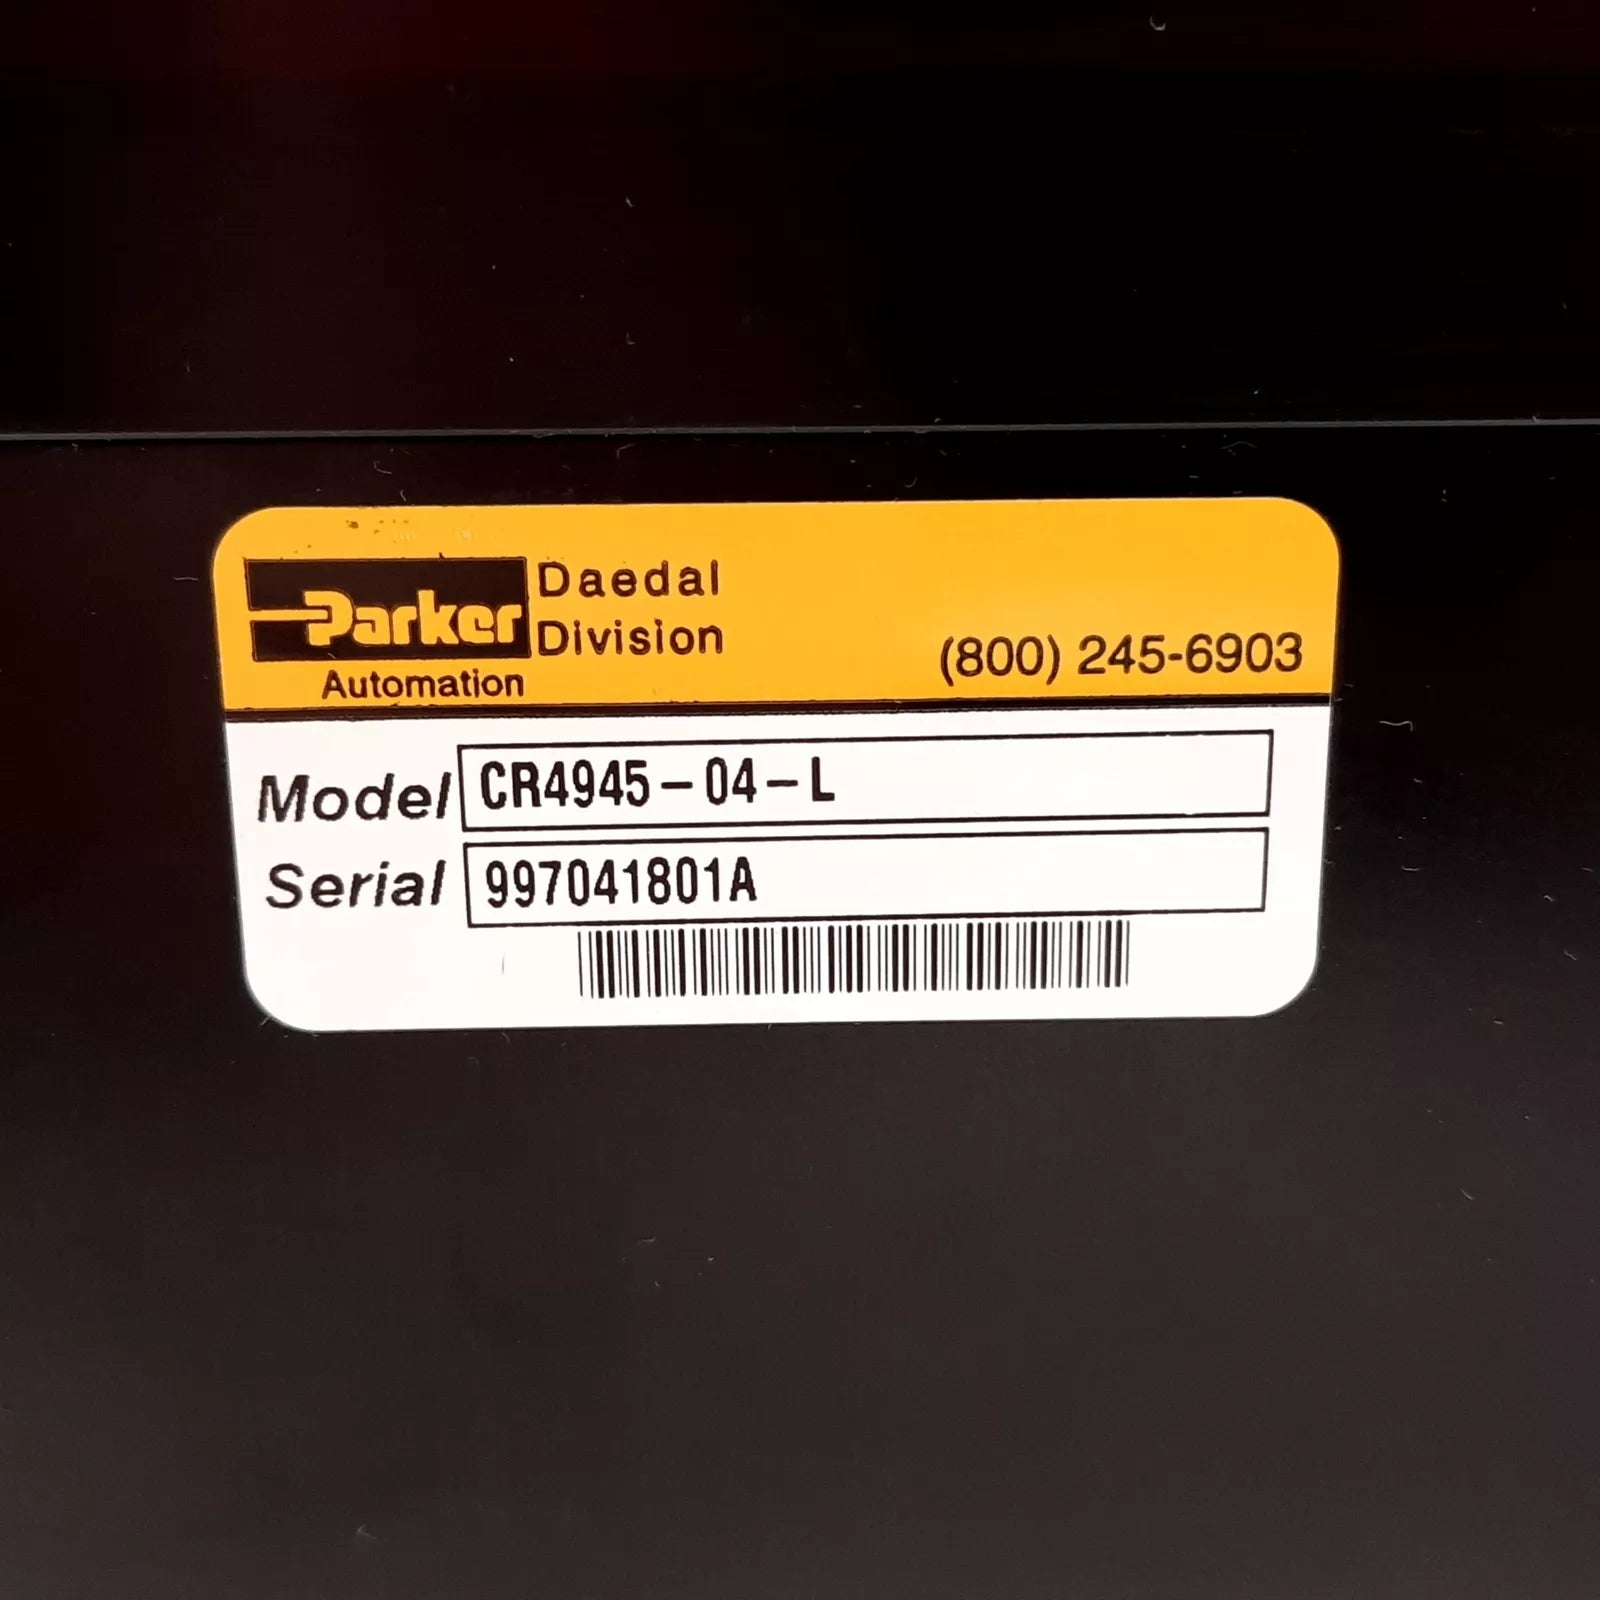 Parker Daedal
Division
Automation
(800) 245-6903
Model CR4945-04-L
Serial 997041801A